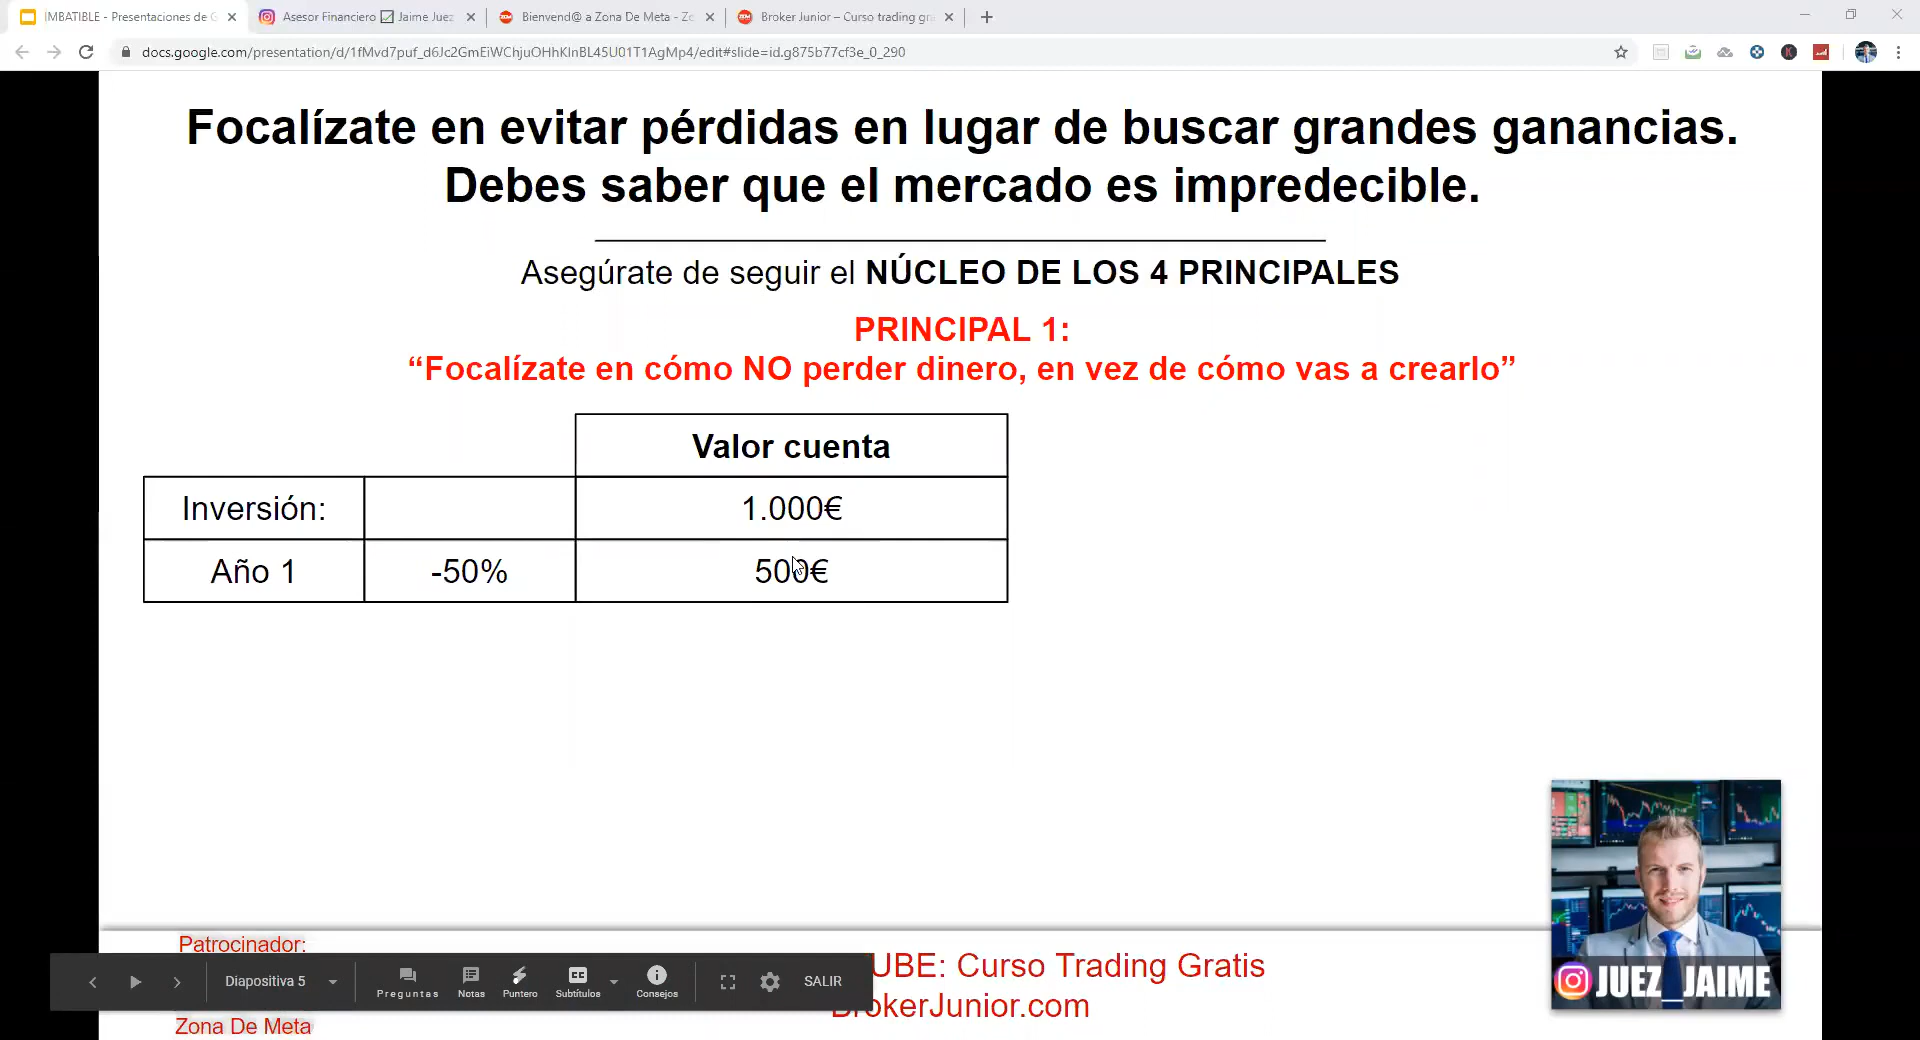 IMBATIBLE - Presentaciones de G
Asesor Financiero ✅ Jaime Juez
Bienvend@ a Zona De Meta - Zo
Broker Junior – Curso trading gra
docs.google.com/presentation/d/1fMvd7puf_d6Jc2GmEiWChjuOHhKlnBL45U01T1AgMp4/edit#slide=id.g875b77cf3e_0_290
Focalízate en evitar pérdidas en lugar de buscar grandes ganancias.
Debes saber que el mercado es impredecible.
Asegúrate de seguir el NÚCLEO DE LOS 4 PRINCIPALES
PRINCIPAL 1:
“Focalízate en cómo NO perder dinero, en vez de cómo vas a crearlo”
Valor cuenta
Inversión: 1.000€
Año 1 -50% 500€
Patrocinador:
Diapositiva 5 Preguntas Notas Puntero Subtítulos Consejos SALIR
UBE: Curso Trading Gratis
BrokerJunior.com
Zona De Meta
JUEZ_JAIME